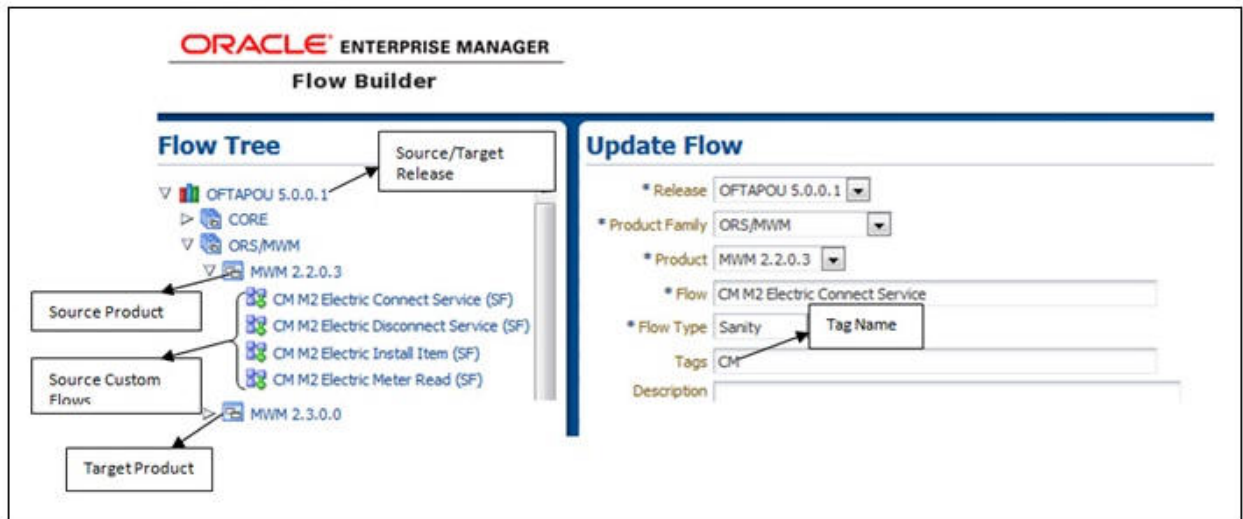 ORACLE® ENTERPRISE MANAGER
Flow Builder
Flow Tree
Source/Target
Release
OFTAPOU 5.0.0.1
CORE
ORS/MWM
MWM 2.2.0.3
Source Product
CM M2 Electric Connect Service (SF)
CM M2 Electric Disconnect Service (SF)
CM M2 Electric Install Item (SF)
CM M2 Electric Meter Read (SF)
Source Custom
Flows
MWM 2.3.0.0
Target Product
Update Flow
* Release OFTAPOU 5.0.0.1
* Product Family ORS/MWM
* Product MWM 2.2.0.3
* Flow CM M2 Electric Connect Service
* Flow Type Sanity
Tag Name
Tags CM
Description